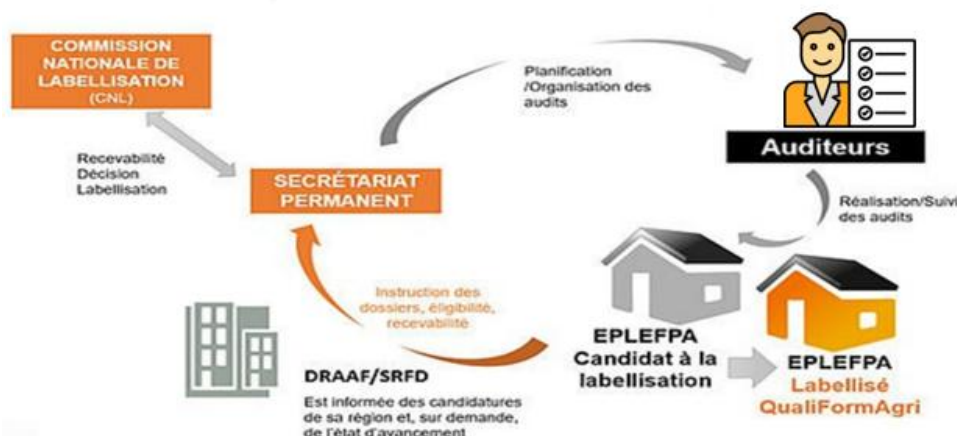 COMMISSION
NATIONALE DE
LABELLISATION
(CNL)
Planification
/Organisation des
audits
Auditeurs
Recevabilité
Décision
Labellisation
SECRÉTARIAT
PERMANENT
Réalisation/Suivi
des audits
Instruction des
dossiers, éligibilité,
recevabilité
EPLEFPA
Candidat à la
labellisation
EPLEFPA
Labellisé
QualiFormAgri
DRAAF/SRFD
Est informée des candidatures
de sa région et, sur demande,
de l'état d'avancement